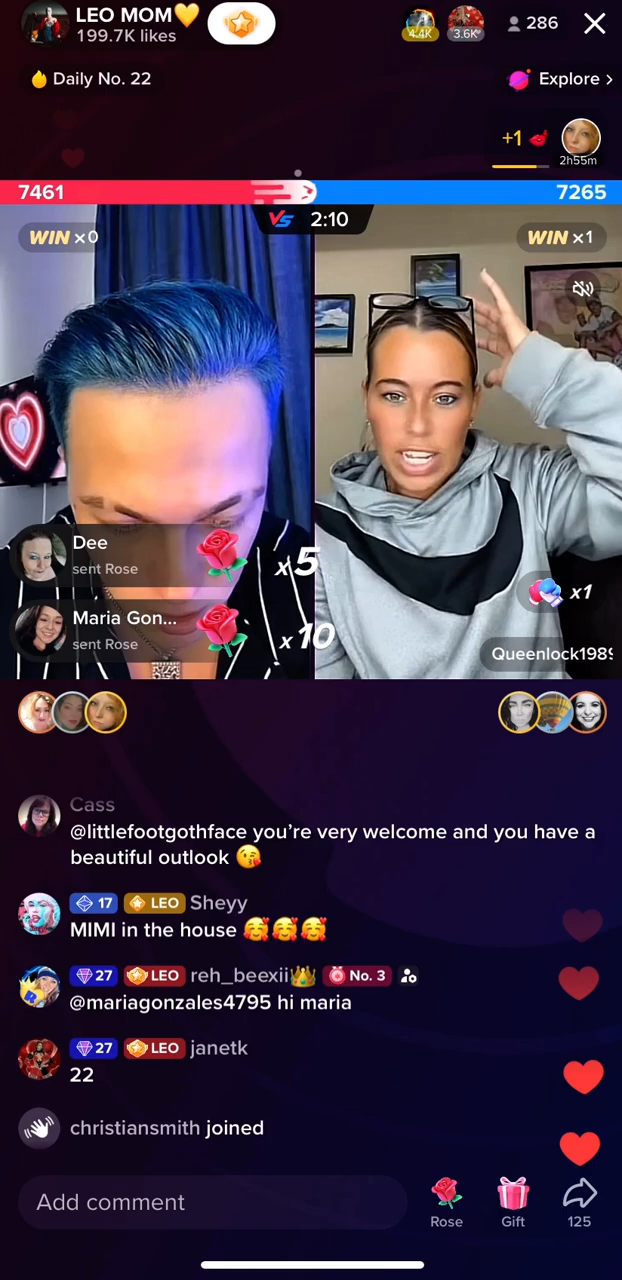 LEO MOM💛
199.7K likes
4.4K
3.6K
286
Daily No. 22
Explore >
+1
2h55m
7461
7265
VS 2:10
WIN x0
WIN x1
Dee
sent Rose
x5
Maria Gon...
sent Rose
x10
x1
Queenlock1989
Cass
@littlefootgothface you’re very welcome and you have a
beautiful outlook 😘
17 LEO Sheyy
MIMI in the house 🥰🥰🥰
27 LEO reh_beexii👑 No. 3
@mariagonzales4795 hi maria
27 LEO janetk
22
christiansmith joined
Add comment
Rose
Gift
125